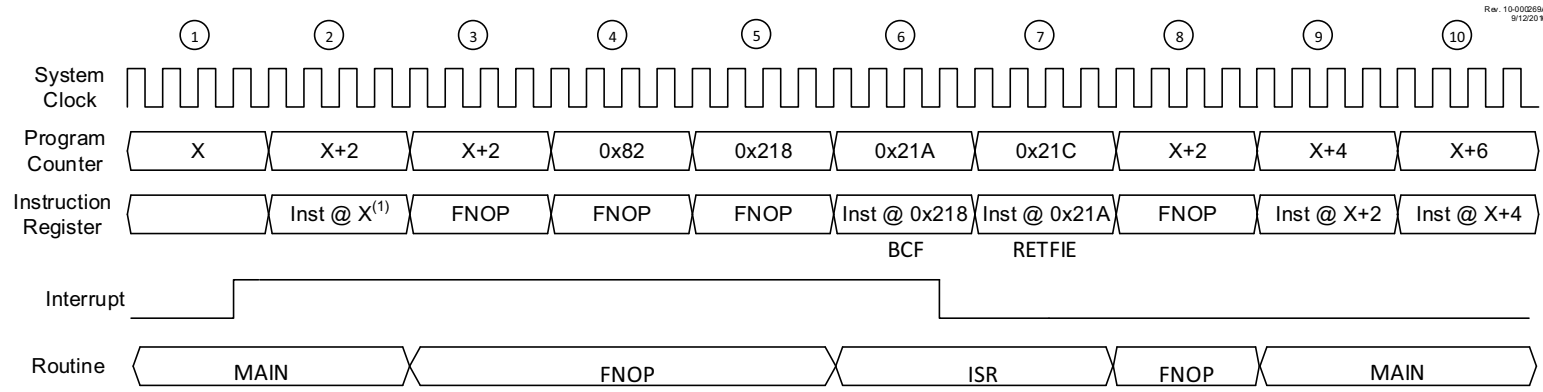 Rev. 10-000269
9/12/201
1 2 3 4 5 6 7 8 9 10
System
Clock
Program
Counter
X X+2 X+2 0x82 0x218 0x21A 0x21C X+2 X+4 X+6
Instruction
Register
Inst @ X(1) FNOP FNOP FNOP Inst @ 0x218 Inst @ 0x21A FNOP Inst @ X+2 Inst @ X+4
BCF RETFIE
Interrupt
Routine MAIN FNOP ISR FNOP MAIN